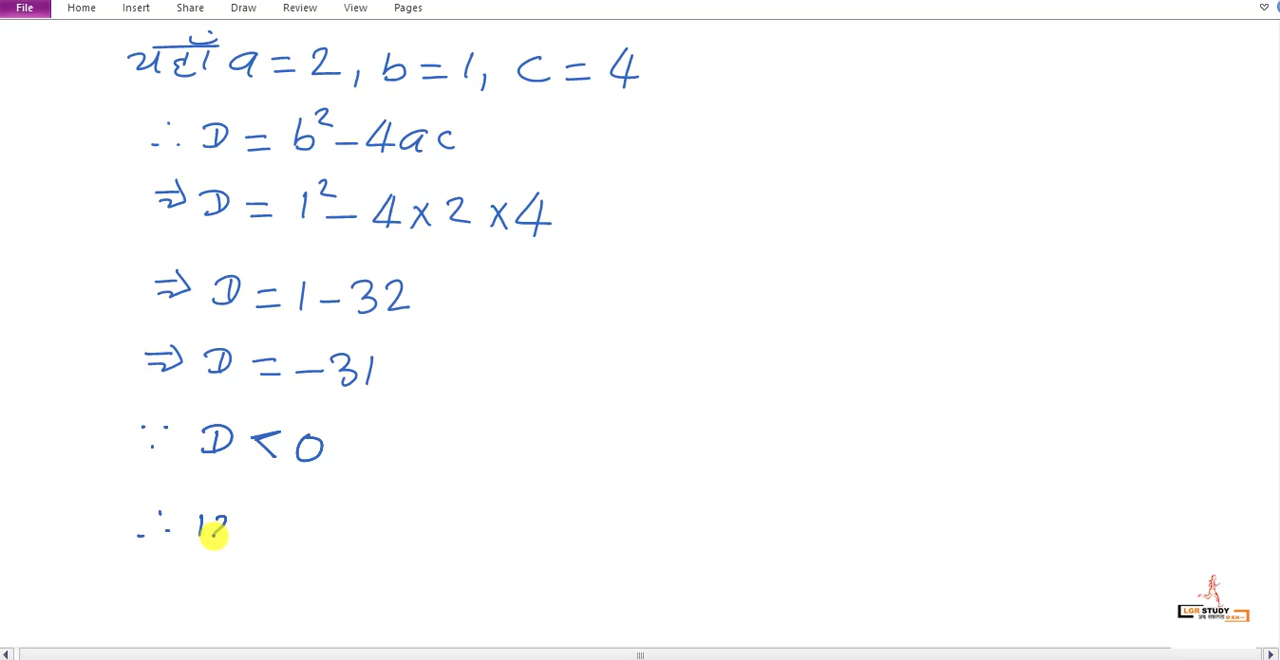 File Home Insert Share Draw Review View Pages
यहाँ a = 2, b = 1, c = 4
∴ D = b² - 4ac
⇒ D = 1² - 4 × 2 × 4
⇒ D = 1 - 32
⇒ D = -31
∵ D < 0
∴
LGR STUDY